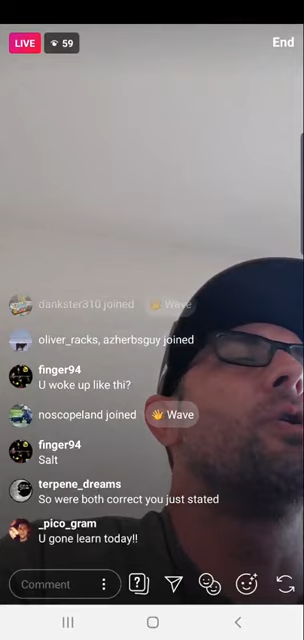 LIVE
59
End
dankster310 joined
Wave
oliver_racks, azherbsguy joined
finger94
U woke up like thi?
noscopeland joined
Wave
finger94
Salt
terpene_dreams
So were both correct you just stated
_pico_gram
U gone learn today!!
Comment